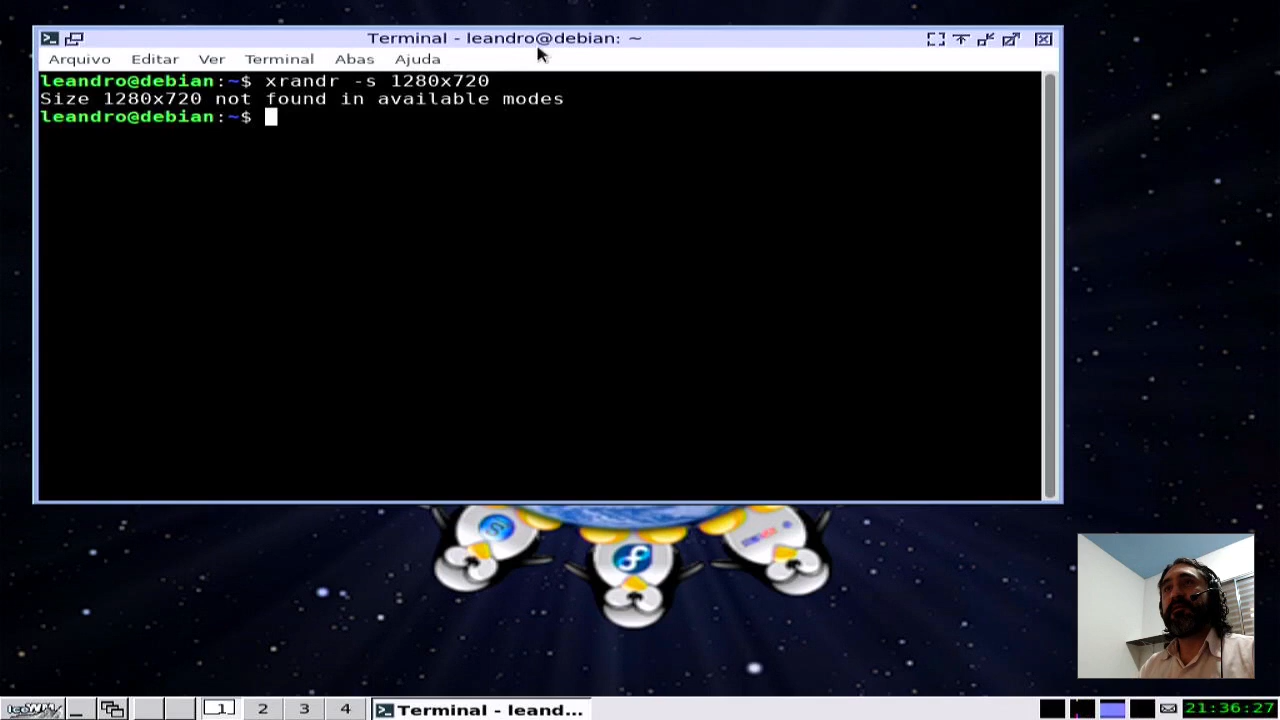 Terminal - leandro@debian: ~
Arquivo Editar Ver Terminal Abas Ajuda
leandro@debian:~$ xrandr -s 1280x720
Size 1280x720 not found in available modes
leandro@debian:~$
IceWM 1 2 3 4 Terminal - leand... 21:36:27